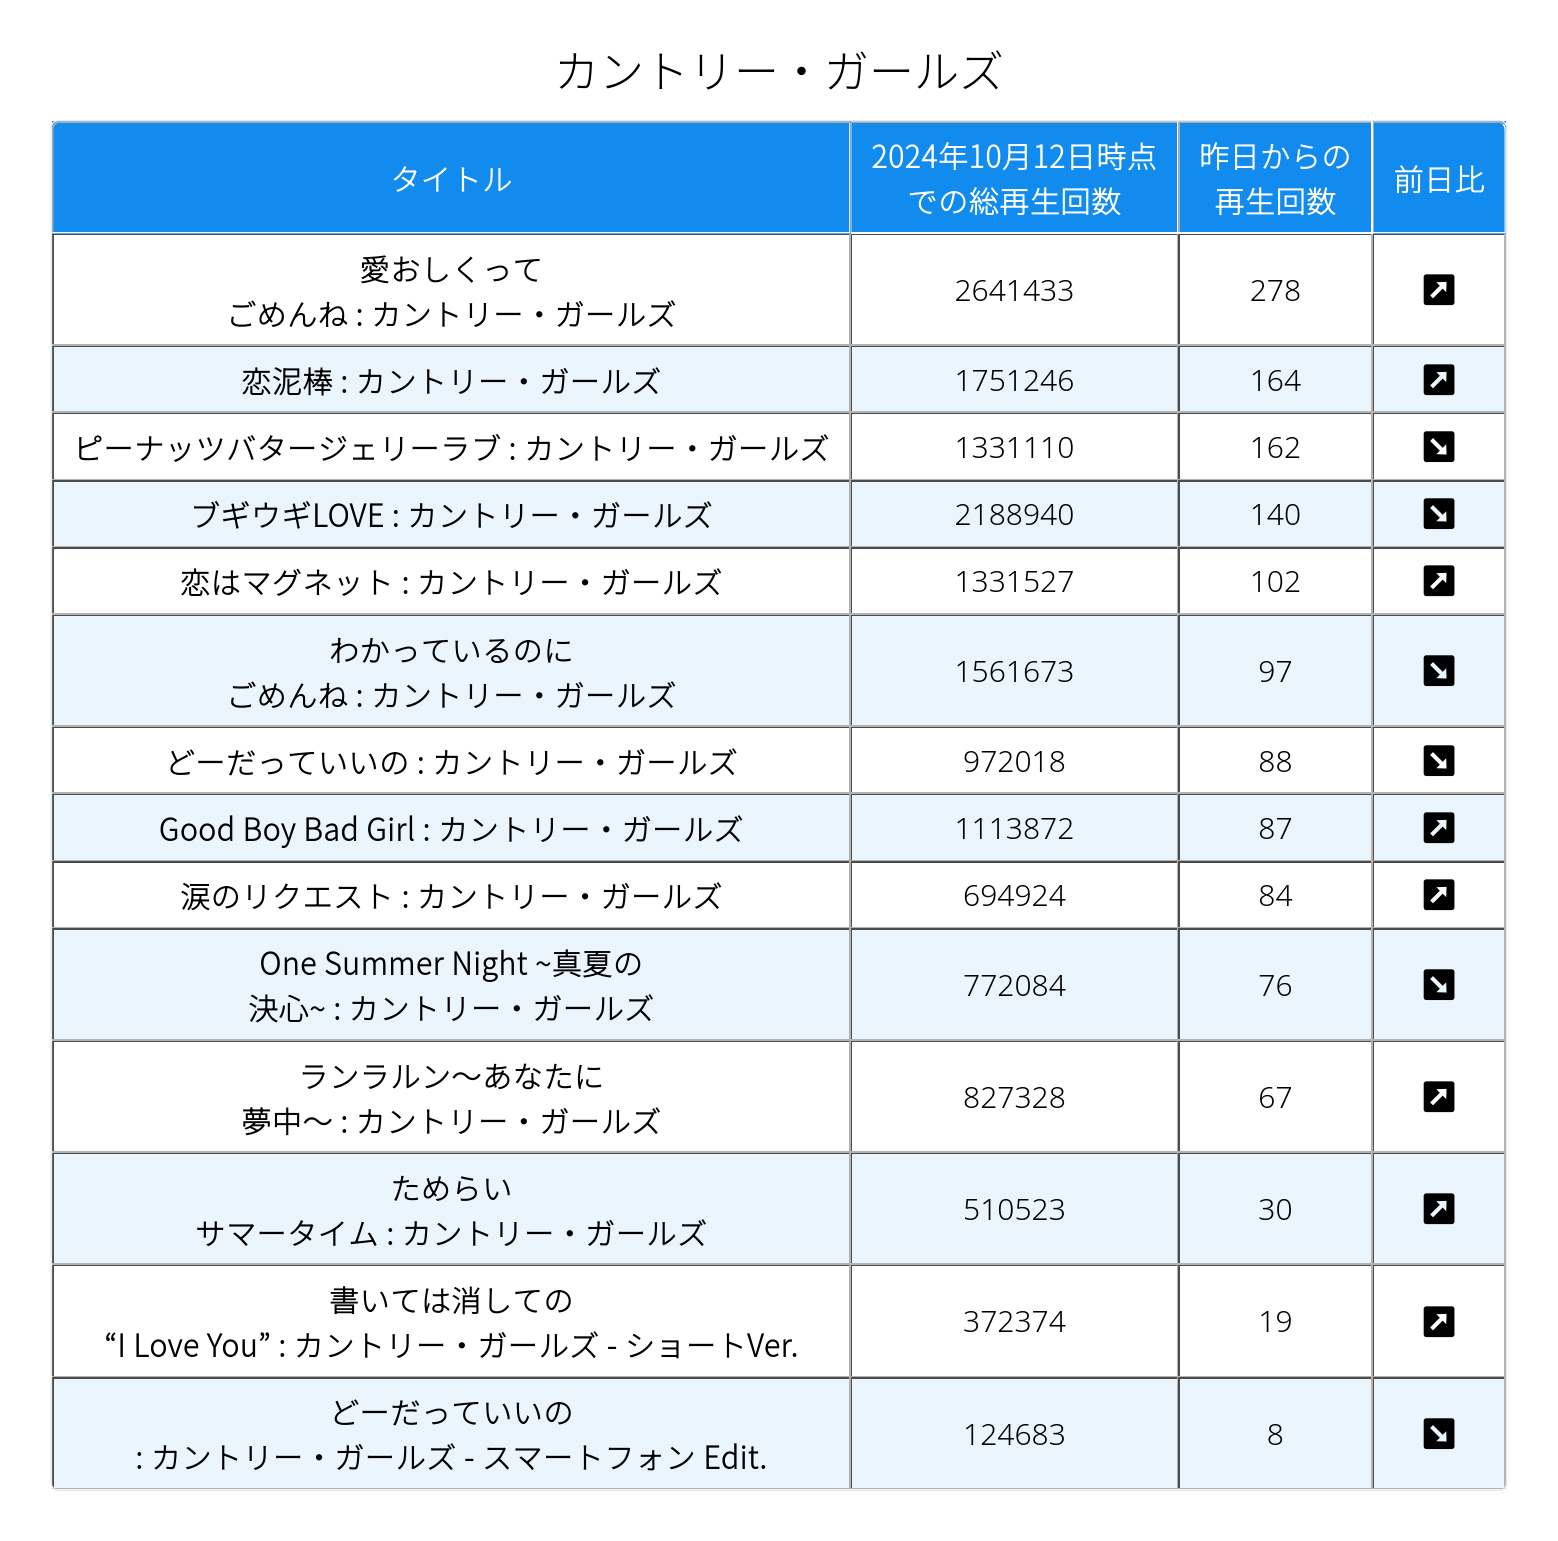 カントリー・ガールズ
タイトル
2024年10月12日時点
での総再生回数
昨日からの
再生回数
前日比
愛おしくって
ごめんね : カントリー・ガールズ
2641433
278
恋泥棒 : カントリー・ガールズ
1751246
164
ピーナッツバタージェリーラブ : カントリー・ガールズ
1331110
162
ブギウギLOVE : カントリー・ガールズ
2188940
140
恋はマグネット : カントリー・ガールズ
1331527
102
わかっているのに
ごめんね : カントリー・ガールズ
1561673
97
どーだっていいの : カントリー・ガールズ
972018
88
Good Boy Bad Girl : カントリー・ガールズ
1113872
87
涙のリクエスト : カントリー・ガールズ
694924
84
One Summer Night ~真夏の
決心~ : カントリー・ガールズ
772084
76
ランラルン〜あなたに
夢中〜 : カントリー・ガールズ
827328
67
ためらい
サマータイム : カントリー・ガールズ
510523
30
書いては消しての
“I Love You” : カントリー・ガールズ - ショートVer.
372374
19
どーだっていいの
: カントリー・ガールズ - スマートフォン Edit.
124683
8